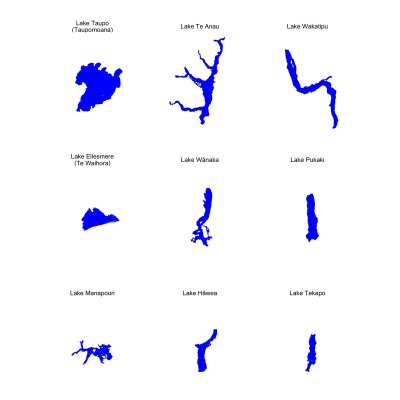 Lake Taupo
(Taupomoana)
Lake Te Anau
Lake Wakatipu
Lake Ellesmere
(Te Waihora)
Lake Wānaka
Lake Pukaki
Lake Manapouri
Lake Hāwea
Lake Tekapo